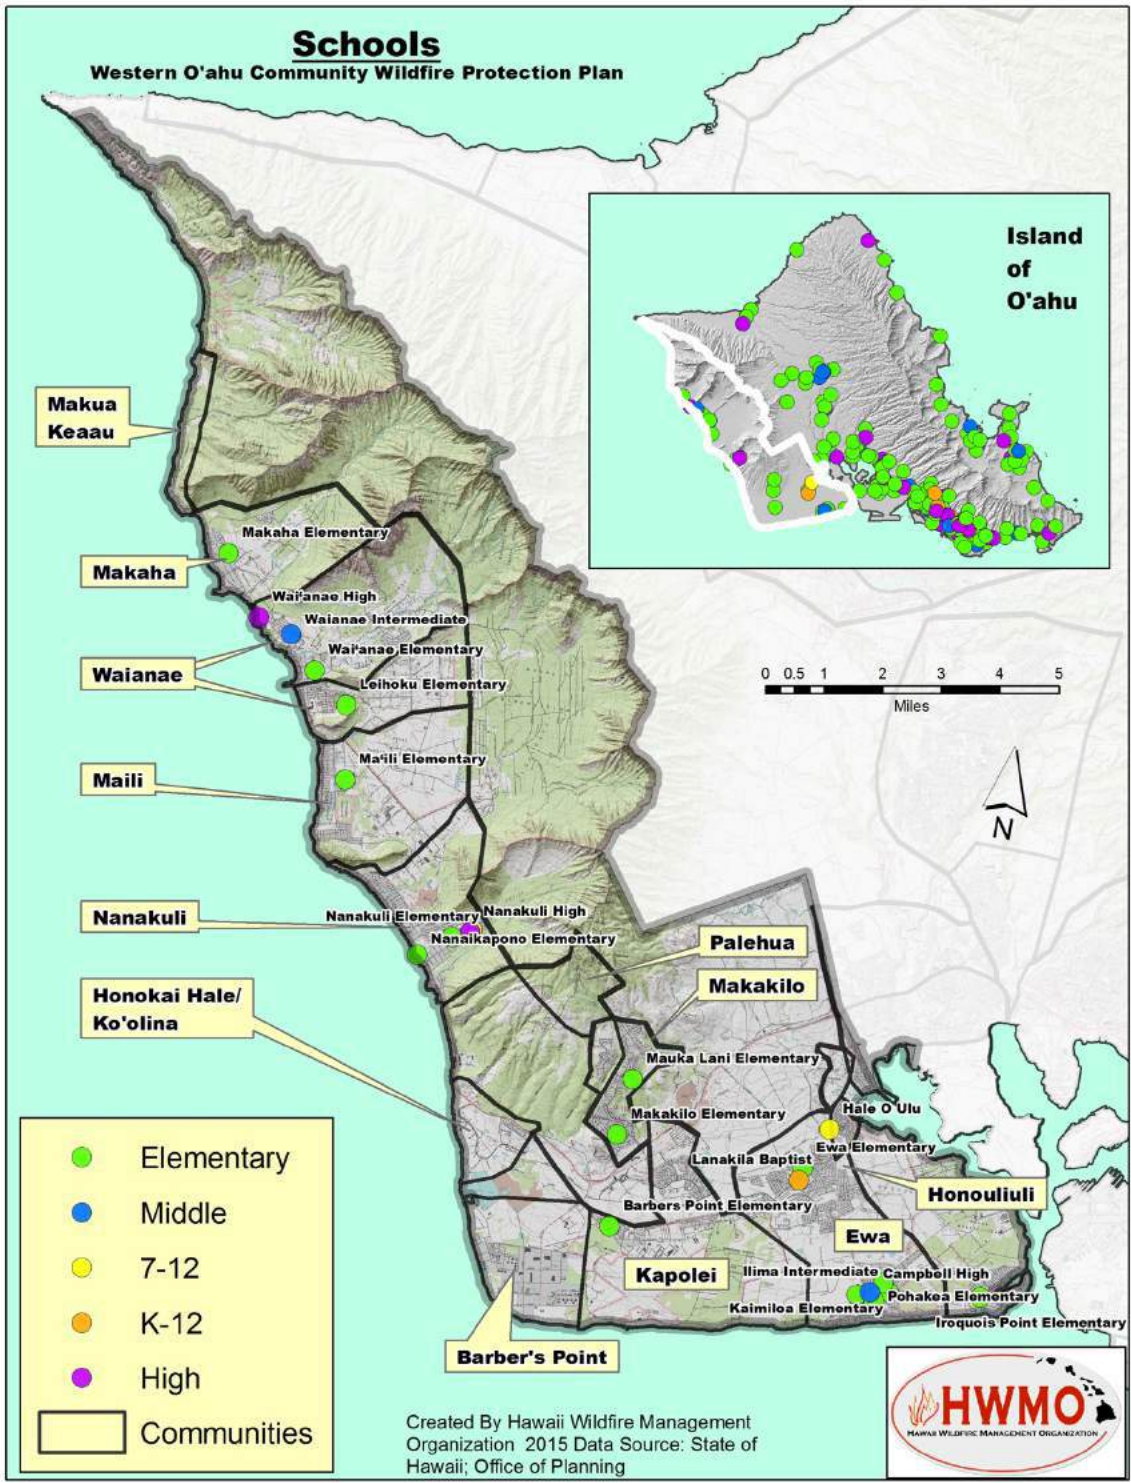 Schools
Western O'ahu Community Wildfire Protection Plan
Island
of
O'ahu
Makua
Keaau
Makaha Elementary
Makaha
Wai'anae High
Waianae Intermediate
Wai'anae Elementary
Waianae
Leihoku Elementary
0 0.5 1 2 3 4 5
Miles
Ma'ili Elementary
Maili
N
Nanakuli
Nanakuli Elementary
Nanakuli High
Nanaikapono Elementary
Palehua
Makakilo
Honokai Hale/
Ko'olina
Mauka Lani Elementary
Makakilo Elementary
Hale O Ulu
Ewa Elementary
Lanakila Baptist
Honouliuli
Barbers Point Elementary
Ewa
Kapolei
Ilima Intermediate
Campbell High
Pohakea Elementary
Kaimiloa Elementary
Iroquois Point Elementary
Barber's Point
Elementary
Middle
7-12
K-12
High
Communities
Created By Hawaii Wildfire Management
Organization 2015 Data Source: State of
Hawaii; Office of Planning
HWMO
HAWAII WILDFIRE MANAGEMENT ORGANIZATION